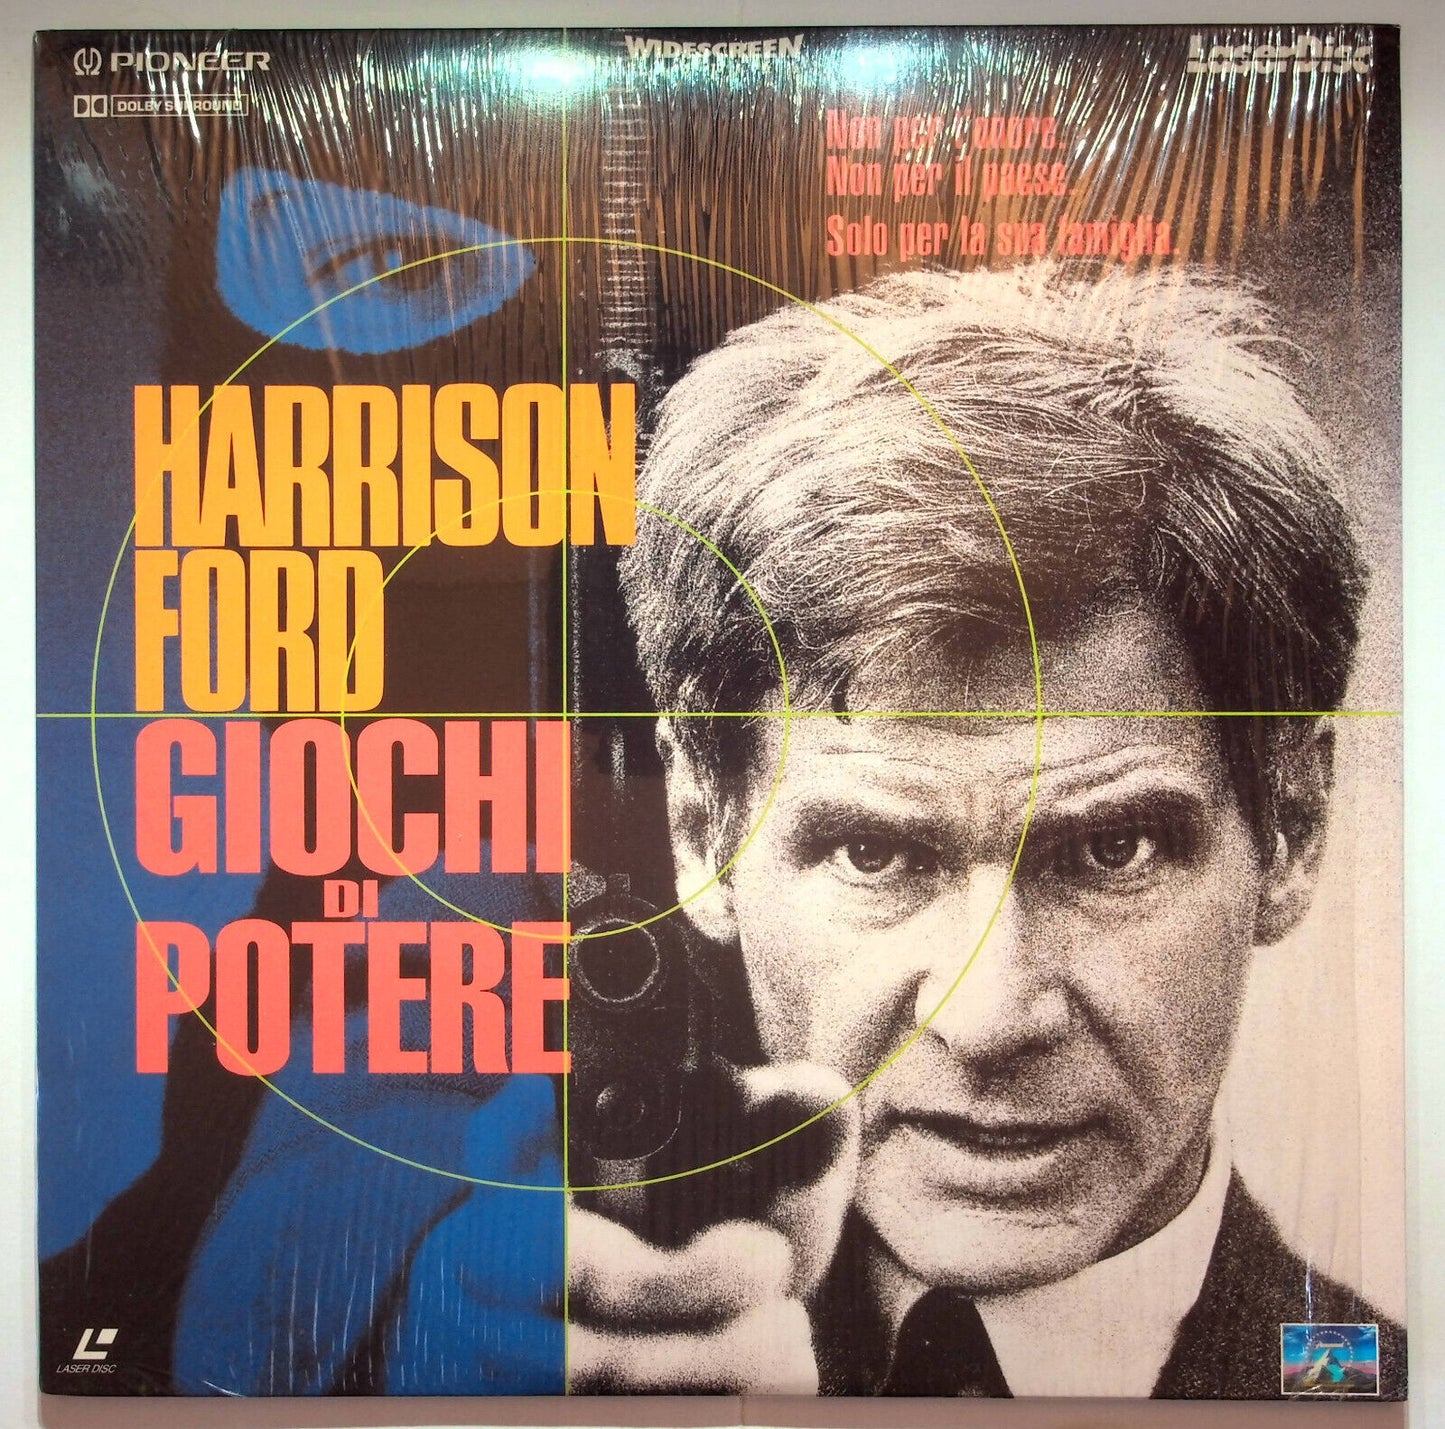 PIONEER
WIDESCREEN
LaserDisc
DOLBY SURROUND
Non per l'onore.
Non per il paese.
Solo per la sua famiglia.
HARRISON
FORD
GIOCHI
DI
POTERE
LASER DISC